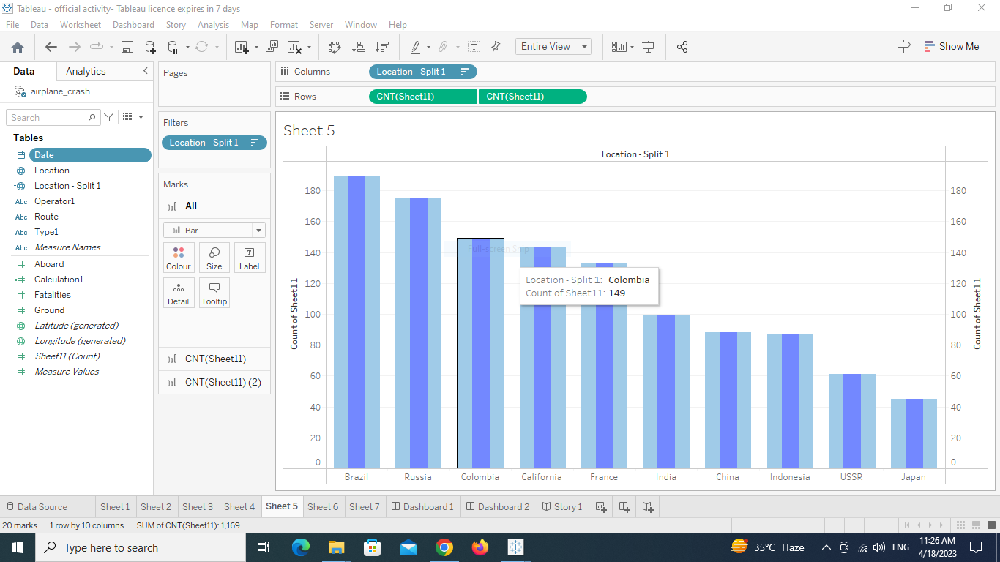 Tableau - official activity- Tableau licence expires in 7 days
File Data Worksheet Dashboard Story Analysis Map Format Server Window Help
Entire View
Show Me
Data Analytics
airplane_crash
Search
Tables
Date
Location
=Location - Split 1
Abc Operator1
Abc Route
Abc Type1
Abc Measure Names
Aboard
=# Calculation1
# Fatalities
# Ground
Latitude (generated)
Longitude (generated)
# Sheet11 (Count)
# Measure Values
Pages
Filters
Location - Split 1
Marks
All
Bar
Colour Size Label
Detail Tooltip
CNT(Sheet11)
CNT(Sheet11) (2)
Columns Location - Split 1
Rows CNT(Sheet11) CNT(Sheet11)
Sheet 5
Location - Split 1
Count of Sheet11
180
160
140
120
100
80
60
40
20
0
Full-screen Snip
Location - Split 1: Colombia
Count of Sheet11: 149
Brazil Russia Colombia California France India China Indonesia USSR Japan
180
160
140
120
100
80
60
40
20
0
Count of Sheet11
Data Source Sheet 1 Sheet 2 Sheet 3 Sheet 4 Sheet 5 Sheet 6 Sheet 7 Dashboard 1 Dashboard 2 Story 1
20 marks 1 row by 10 columns SUM of CNT(Sheet11): 1,169
Type here to search
35°C Haze
ENG
11:26 AM
4/18/2023